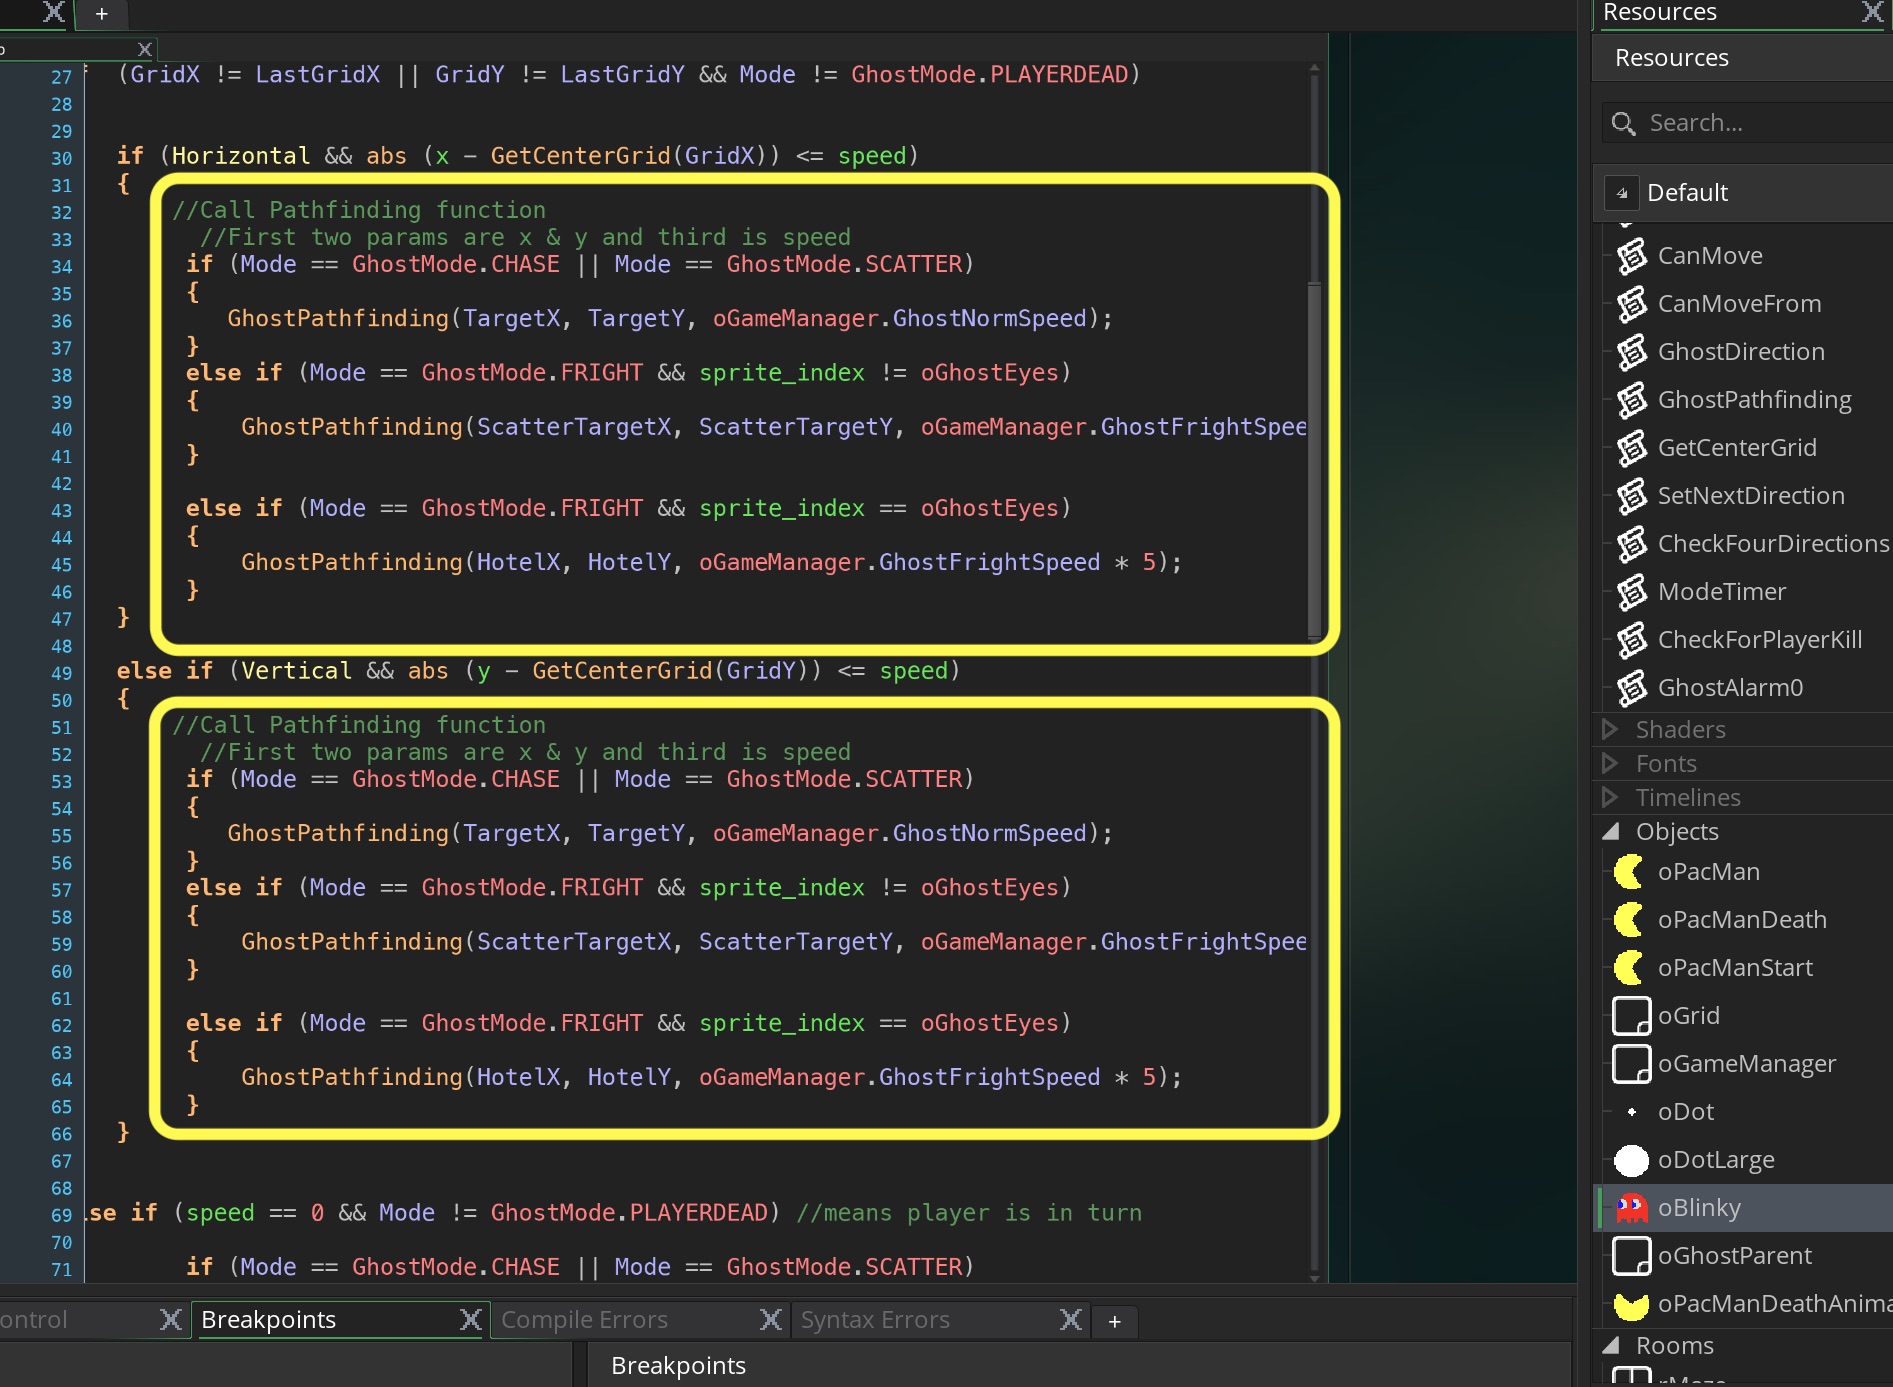 +
Resources
Resources
Search...
Default
27 (GridX != LastGridX || GridY != LastGridY && Mode != GhostMode.PLAYERDEAD)
28
29
30 if (Horizontal && abs (x - GetCenterGrid(GridX)) <= speed)
31 {
32 //Call Pathfinding function
33 //First two params are x & y and third is speed
34 if (Mode == GhostMode.CHASE || Mode == GhostMode.SCATTER)
35 {
36 GhostPathfinding(TargetX, TargetY, oGameManager.GhostNormSpeed);
37 }
38 else if (Mode == GhostMode.FRIGHT && sprite_index != oGhostEyes)
39 {
40 GhostPathfinding(ScatterTargetX, ScatterTargetY, oGameManager.GhostFrightSpee
41 }
42
43 else if (Mode == GhostMode.FRIGHT && sprite_index == oGhostEyes)
44 {
45 GhostPathfinding(HotelX, HotelY, oGameManager.GhostFrightSpeed * 5);
46 }
47 }
48
49 else if (Vertical && abs (y - GetCenterGrid(GridY)) <= speed)
50 {
51 //Call Pathfinding function
52 //First two params are x & y and third is speed
53 if (Mode == GhostMode.CHASE || Mode == GhostMode.SCATTER)
54 {
55 GhostPathfinding(TargetX, TargetY, oGameManager.GhostNormSpeed);
56 }
57 else if (Mode == GhostMode.FRIGHT && sprite_index != oGhostEyes)
58 {
59 GhostPathfinding(ScatterTargetX, ScatterTargetY, oGameManager.GhostFrightSpee
60 }
61
62 else if (Mode == GhostMode.FRIGHT && sprite_index == oGhostEyes)
63 {
64 GhostPathfinding(HotelX, HotelY, oGameManager.GhostFrightSpeed * 5);
65 }
66 }
67
68
69 se if (speed == 0 && Mode != GhostMode.PLAYERDEAD) //means player is in turn
70
71 if (Mode == GhostMode.CHASE || Mode == GhostMode.SCATTER)
CanMove
CanMoveFrom
GhostDirection
GhostPathfinding
GetCenterGrid
SetNextDirection
CheckFourDirections
ModeTimer
CheckForPlayerKill
GhostAlarm0
Shaders
Fonts
Timelines
Objects
oPacMan
oPacManDeath
oPacManStart
oGrid
oGameManager
oDot
oDotLarge
oBlinky
oGhostParent
oPacManDeathAnima
Rooms
ontrol
Breakpoints
Compile Errors
Syntax Errors
+
Breakpoints